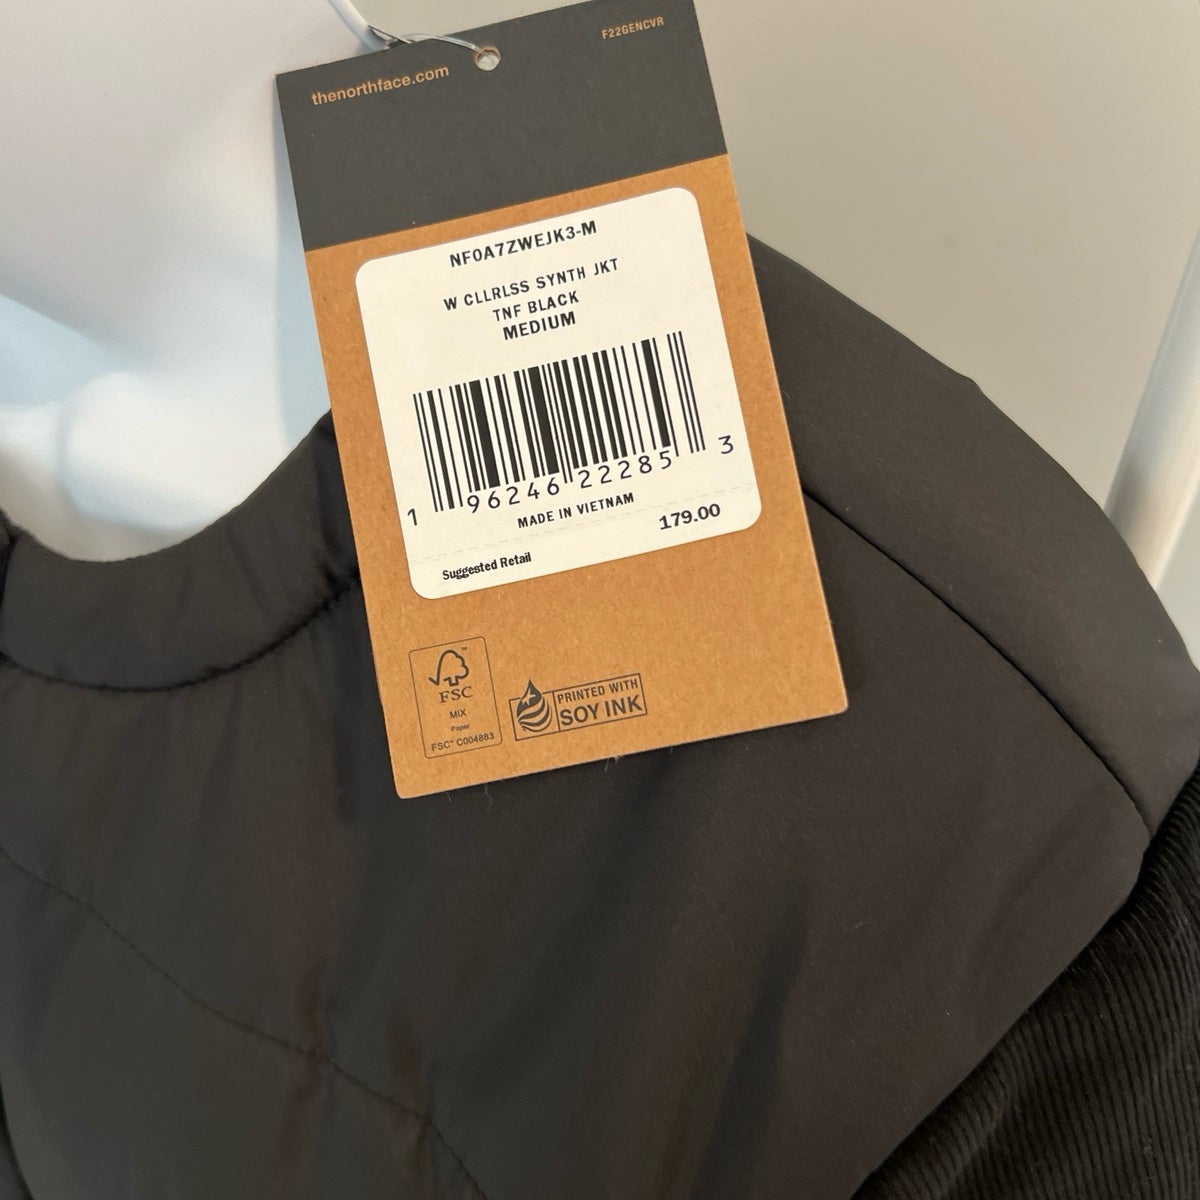 thenorthface.com
F22GENCVR
NF0A7ZWEJK3-M
W CLLRLSS SYNTH JKT
TNF BLACK
MEDIUM
1 96246 22285 3
MADE IN VIETNAM
179.00
Suggested Retail
FSC
MIX
Paper
FSC™ C004883
PRINTED WITH
SOY INK